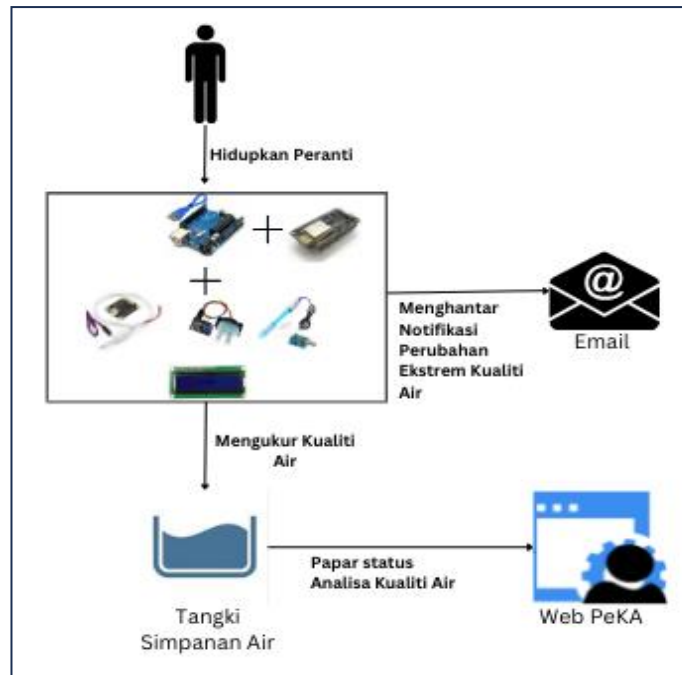 Hidupkan Peranti
Menghantar
Notifikasi
Perubahan
Ekstrem Kualiti
Air
@
Email
Mengukur Kualiti
Air
Papar status
Analisa Kualiti Air
Tangki
Simpanan Air
Web PeKA